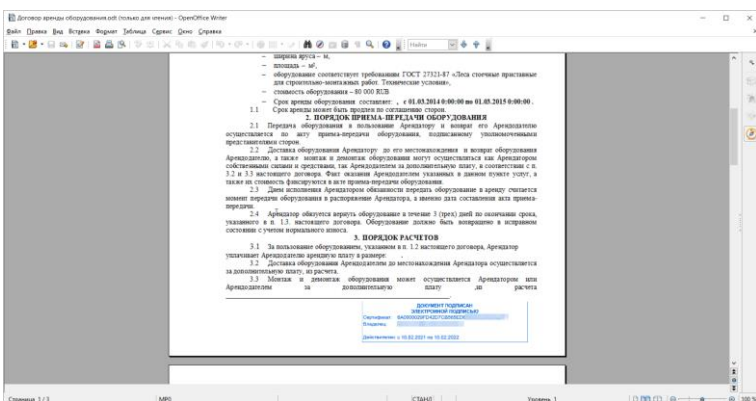 Договор аренды оборудования.odt (только для чтения) - OpenOffice Writer
Файл Правка Вид Вставка Формат Таблица Сервис Окно Справка
Найти
− ширина яруса – м,
− площадь – м²,
− оборудование соответствует требованиям ГОСТ 27321-87 «Леса стоечные приставные
для строительно-монтажных работ. Технические условия»,
− стоимость оборудования – 80 000 RUB
− Срок аренды оборудования составляет: , с 01.03.2014 0:00:00 по 01.03.2015 0:00:00 .
1.1 Срок аренды может быть продлен по соглашению сторон.
2. ПОРЯДОК ПРИЕМА-ПЕРЕДАЧИ ОБОРУДОВАНИЯ
2.1 Передача оборудования в пользование Арендатору и возврат его Арендодателю
осуществляется по акту приема-передачи оборудования, подписанному уполномоченными
представителями сторон.
2.2 Доставка оборудования Арендатору до его местонахождения и возврат оборудования
Арендодателю, а также монтаж и демонтаж оборудования могут осуществляться как Арендатором
собственными силами и средствами, так Арендодателем за дополнительную плату, в соответствии с п.
3.2 и 3.3 настоящего договора. Факт оказания Арендодателем указанных в данном пункте услуг, а
также их стоимость фиксируются в акте приема-передачи оборудования.
2.3 Днем исполнения Арендатором обязанности передать оборудование в аренду считается
момент передачи оборудования в распоряжение Арендатора, а именно дата составления акта приема-
передачи.
2.4 Арендатор обязуется вернуть оборудование в течение 3 (трех) дней по окончании срока,
указанного в п. 1.3. настоящего договора. Оборудование должно быть возвращено в исправном
состоянии с учетом нормального износа.
3. ПОРЯДОК РАСЧЕТОВ
3.1 За пользование оборудованием, указанном в п. 1.2 настоящего договора, Арендатор
уплачивает Арендодателю арендную плату в размере: .
3.2 Доставка оборудования Арендодателем до местонахождения Арендатора осуществляется
за дополнительную плату, из расчета.
3.3 Монтаж и демонтаж оборудования может осуществляется Арендатором или
Арендодателем за дополнительную плату ,из расчета
ДОКУМЕНТ ПОДПИСАН
ЭЛЕКТРОННОЙ ПОДПИСЬЮ
Сертификат
Владелец
Действителен: с 10.02.2021 по 10.02.2022
Страница 1 / 3 МР0 СТАНД Уровень 1 100 %